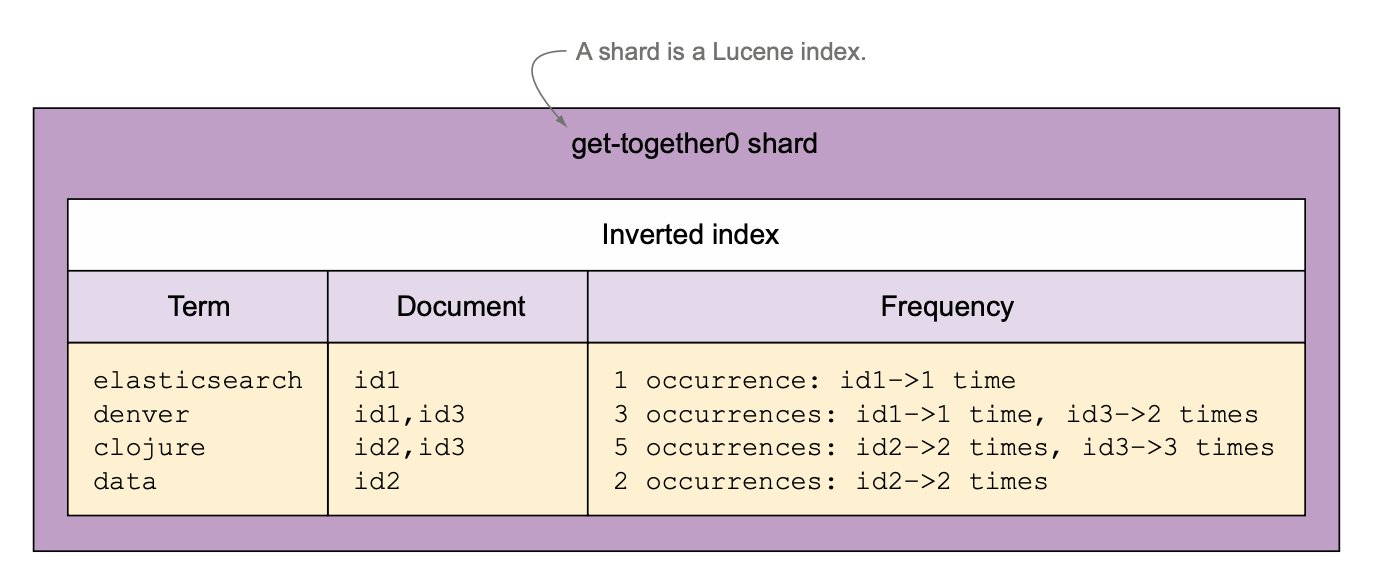 A shard is a Lucene index.
get-together0 shard
Inverted index
Term Document Frequency
elasticsearch id1 1 occurrence: id1->1 time
denver id1,id3 3 occurrences: id1->1 time, id3->2 times
clojure id2,id3 5 occurrences: id2->2 times, id3->3 times
data id2 2 occurrences: id2->2 times